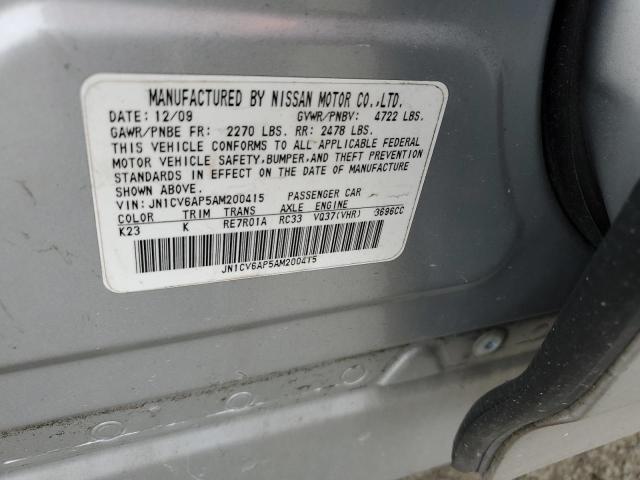 MANUFACTURED BY NISSAN MOTOR CO.,LTD.
DATE: 12/09 GVWR/PNBV: 4722 LBS.
GAWR/PNBE FR: 2270 LBS. RR: 2478 LBS.
THIS VEHICLE CONFORMS TO ALL APPLICABLE FEDERAL
MOTOR VEHICLE SAFETY,BUMPER,AND THEFT PREVENTION
STANDARDS IN EFFECT ON THE DATE OF MANUFACTURE
SHOWN ABOVE.
VIN: JN1CV6AP5AM200415 PASSENGER CAR
COLOR TRIM TRANS AXLE ENGINE
K23 K RE7R01A RC33 VQ37(VHR) 3696CC
JN1CV6AP5AM200415